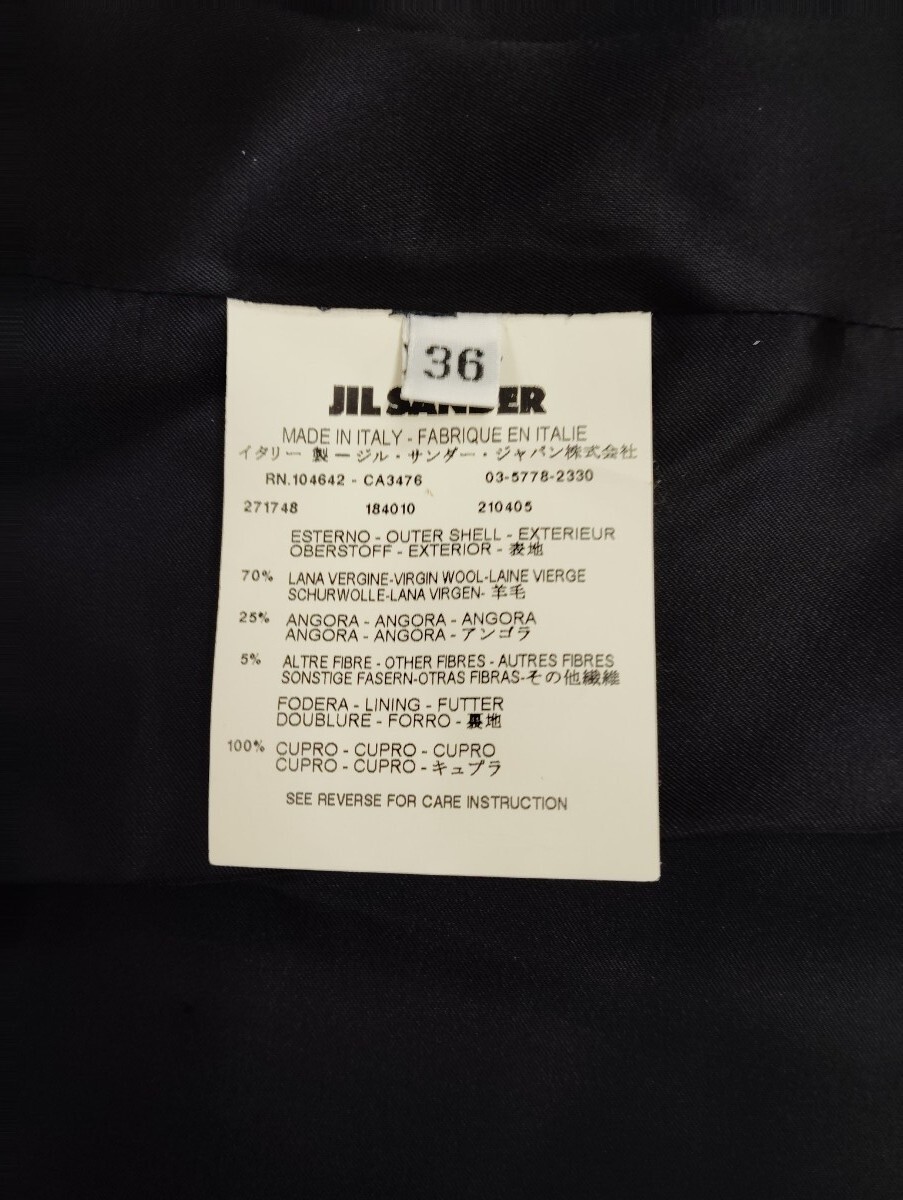 36
JIL SANDER
MADE IN ITALY - FABRIQUE EN ITALIE
イタリー 製 ー ジル・サンダー・ジャパン株式会社
RN.104642 - CA3476 03-5778-2330
271748 184010 210405
ESTERNO - OUTER SHELL - EXTERIEUR
OBERSTOFF - EXTERIOR - 表地
70% LANA VERGINE-VIRGIN WOOL-LAINE VIERGE
SCHURWOLLE-LANA VIRGEN- 羊毛
25% ANGORA - ANGORA - ANGORA
ANGORA - ANGORA - アンゴラ
5% ALTRE FIBRE - OTHER FIBRES - AUTRES FIBRES
SONSTIGE FASERN-OTRAS FIBRAS-その他繊維
FODERA - LINING - FUTTER
DOUBLURE - FORRO - 裏地
100% CUPRO - CUPRO - CUPRO
CUPRO - CUPRO - キュプラ
SEE REVERSE FOR CARE INSTRUCTION